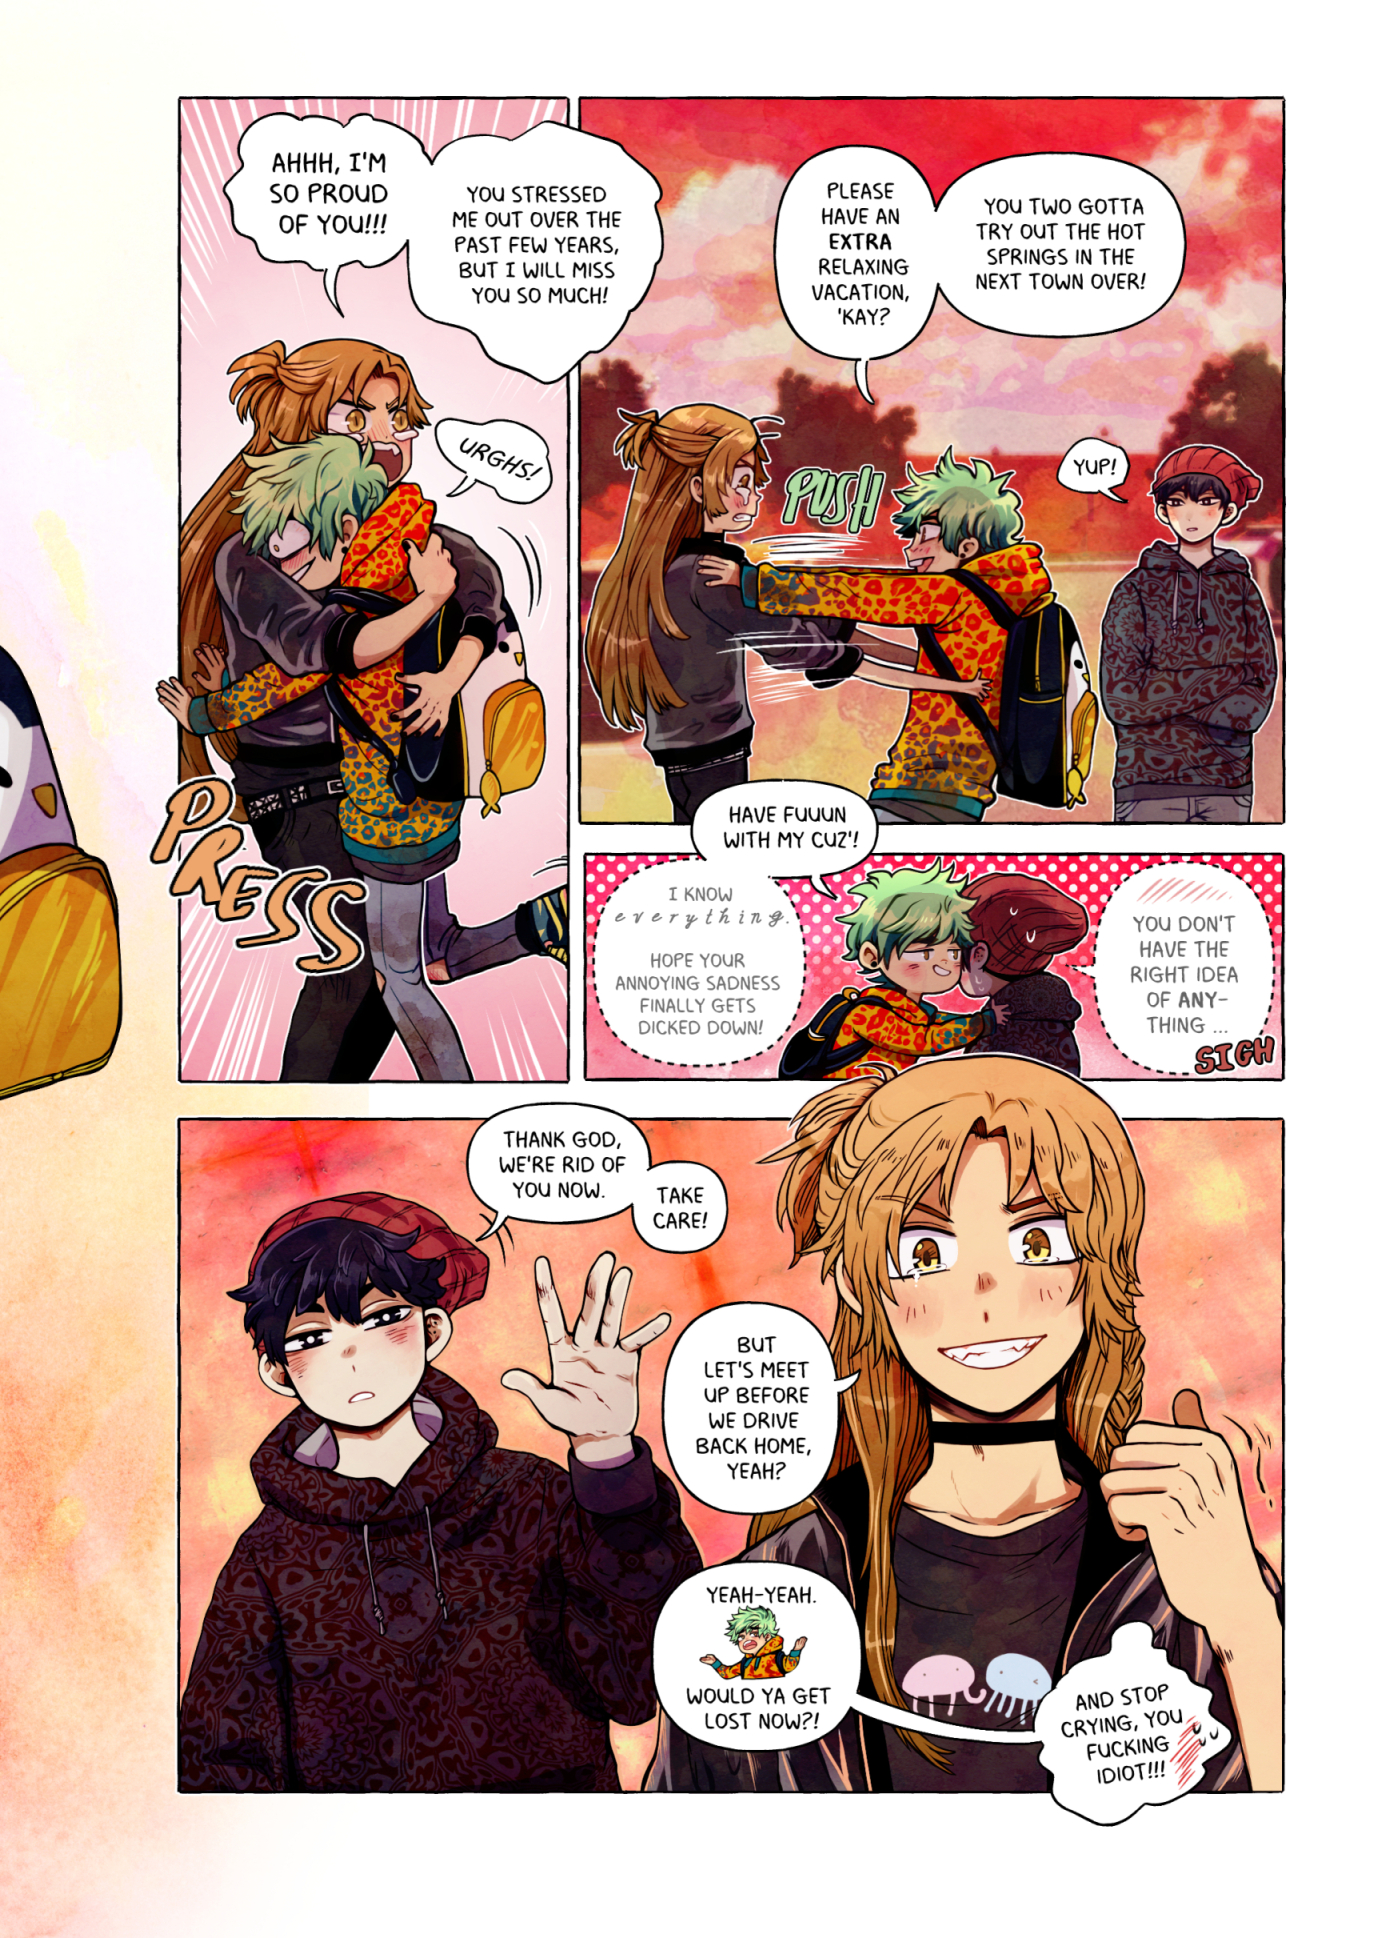 AHHH, I'M
SO PROUD
OF YOU!!!
YOU STRESSED
ME OUT OVER THE
PAST FEW YEARS,
BUT I WILL MISS
YOU SO MUCH!
URGHS!
PRESS
PLEASE
HAVE AN
EXTRA
RELAXING
VACATION,
'KAY?
YOU TWO GOTTA
TRY OUT THE HOT
SPRINGS IN THE
NEXT TOWN OVER!
PUSH
YUP!
HAVE FUUUN
WITH MY CUZ'!
I KNOW
everything.
HOPE YOUR
ANNOYING SADNESS
FINALLY GETS
DICKED DOWN!
YOU DON'T
HAVE THE
RIGHT IDEA
OF ANY-
THING ...
SIGH
THANK GOD,
WE'RE RID OF
YOU NOW.
TAKE
CARE!
BUT
LET'S MEET
UP BEFORE
WE DRIVE
BACK HOME,
YEAH?
YEAH-YEAH.
WOULD YA GET
LOST NOW?!
AND STOP
CRYING, YOU
FUCKING
IDIOT!!!